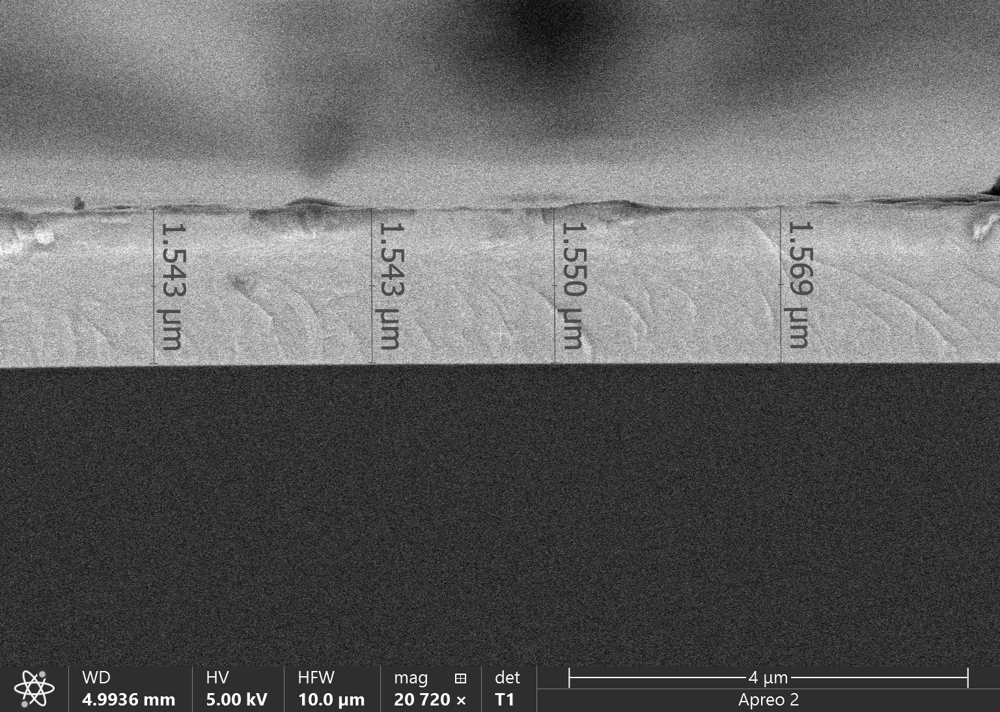 1.543 µm
1.543 µm
1.550 µm
1.569 µm
WD
4.9936 mm
HV
5.00 kV
HFW
10.0 µm
mag
20 720 ×
det
T1
4 µm
Apreo 2